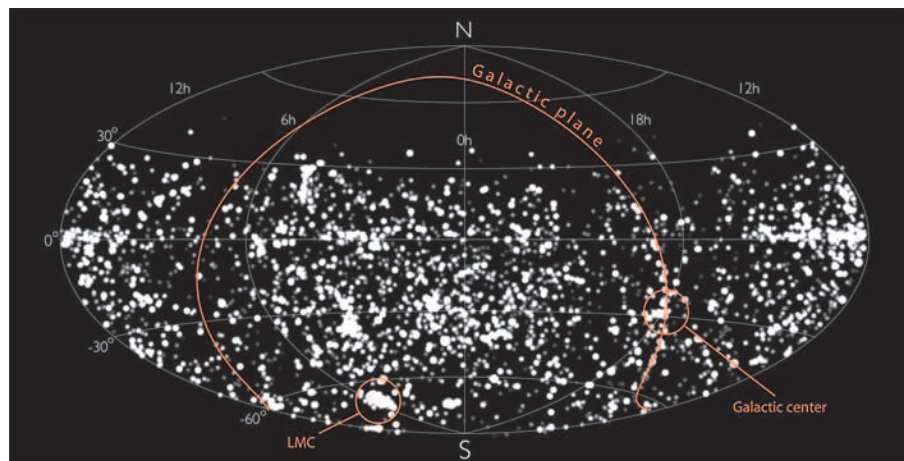 N
Galactic plane
12h
12h
6h
18h
0h
30°
0°
-30°
-60°
LMC
S
Galactic center